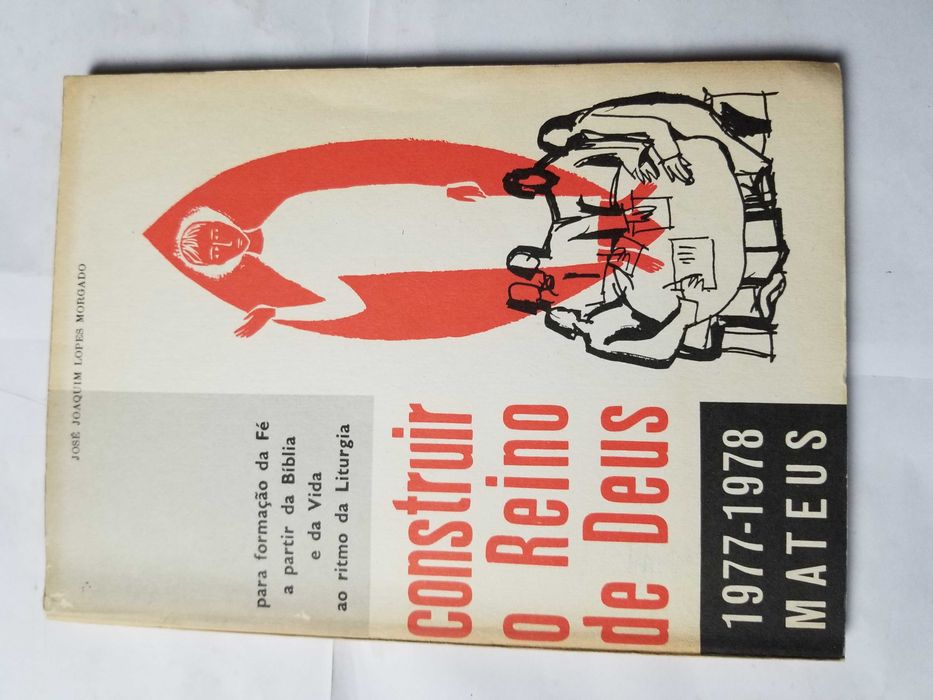 JOSÉ JOAQUIM LOPES MORGADO
para formação da Fé
a partir da Bíblia
e da Vida
ao ritmo da Liturgia
construir
o Reino
de Deus
1977-1978
MATEUS